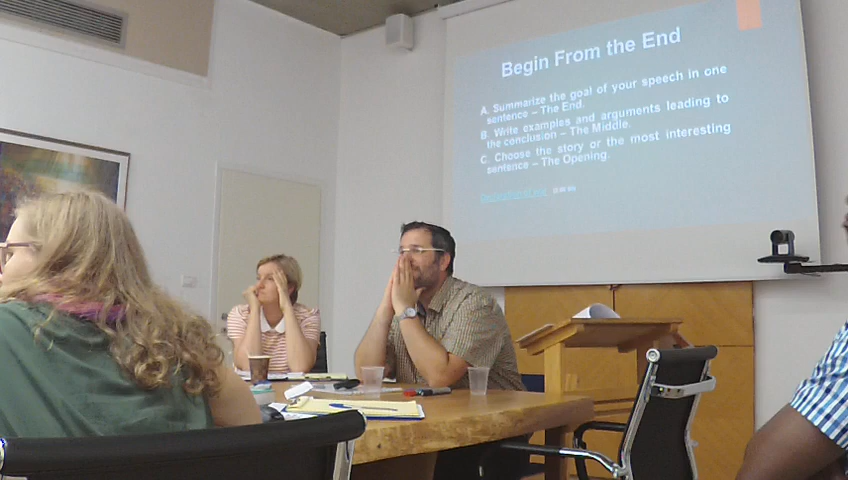 Begin From the End
A. Summarize the goal of your speech in one
sentence – The End.
B. Write examples and arguments leading to
the conclusion – The Middle.
C. Choose the story or the most interesting
sentence – The Opening.